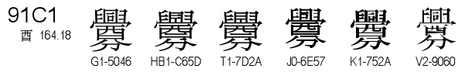 91C1 釁 釁 釁 釁 釁 釁
酉 164.18 G1-5046 HB1-C65D T1-7D2A J0-6E57 K1-752A V2-9060